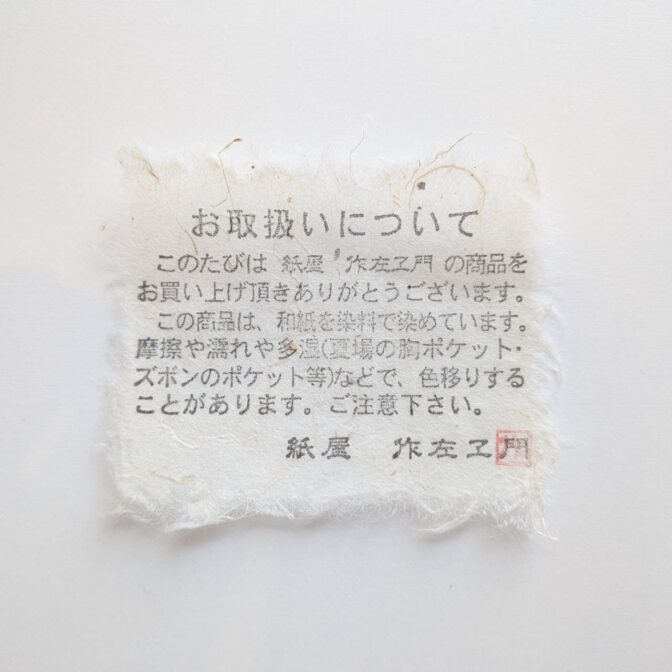 お取扱いについて
このたびは 紙屋 作左ヱ門 の商品を
お買い上げ頂きありがとうございます。
この商品は、和紙を染料で染めています。
摩擦や濡れや多湿(夏場の胸ポケット・
ズボンのポケット等)などで、色移りする
ことがあります。ご注意下さい。
紙屋 作左ヱ門